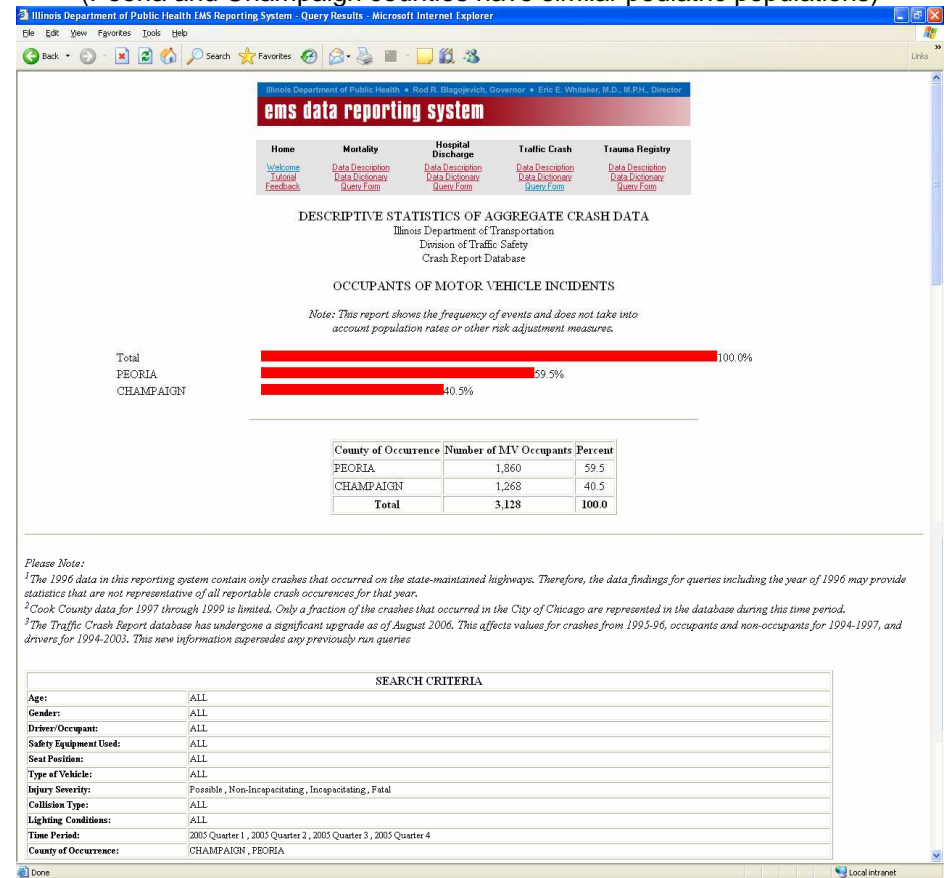 (Peoria and Champaign counties have similar pediatric populations)
Illinois Department of Public Health EMS Reporting System - Query Results - Microsoft Internet Explorer
File Edit View Favorites Tools Help
Back Search Favorites Links
Illinois Department of Public Health • Rod R. Blagojevich, Governor • Eric E. Whitaker, M.D., M.P.H., Director
ems data reporting system
Home Mortality Hospital Discharge Traffic Crash Trauma Registry
Welcome Data Description Data Description Data Description Data Description
Tutorial Data Dictionary Data Dictionary Data Dictionary Data Dictionary
Feedback Query Form Query Form Query Form Query Form
DESCRIPTIVE STATISTICS OF AGGREGATE CRASH DATA
Illinois Department of Transportation
Division of Traffic Safety
Crash Report Database
OCCUPANTS OF MOTOR VEHICLE INCIDENTS
Note: This report shows the frequency of events and does not take into
account population rates or other risk adjustment measures.
Total 100.0%
PEORIA 59.5%
CHAMPAIGN 40.5%
County of Occurrence Number of MV Occupants Percent
PEORIA 1,860 59.5
CHAMPAIGN 1,268 40.5
Total 3,128 100.0
Please Note:
1The 1996 data in this reporting system contain only crashes that occurred on the state-maintained highways. Therefore, the data findings for queries including the year of 1996 may provide
statistics that are not representative of all reportable crash occurences for that year.
2Cook County data for 1997 through 1999 is limited. Only a fraction of the crashes that occurred in the City of Chicago are represented in the database during this time period.
3The Traffic Crash Report database has undergone a significant upgrade as of August 2006. This affects values for crashes from 1995-96, occupants and non-occupants for 1994-1997, and
drivers for 1994-2003. This new information supersedes any previously run queries
SEARCH CRITERIA
Age: ALL
Gender: ALL
Driver/Occupant: ALL
Safety Equipment Used: ALL
Seat Position: ALL
Type of Vehicle: ALL
Injury Severity: Possible , Non-Incapacitating , Incapacitating , Fatal
Collision Type: ALL
Lighting Conditions: ALL
Time Period: 2005 Quarter 1 , 2005 Quarter 2 , 2005 Quarter 3 , 2005 Quarter 4
County of Occurrence: CHAMPAIGN , PEORIA
Done Local intranet